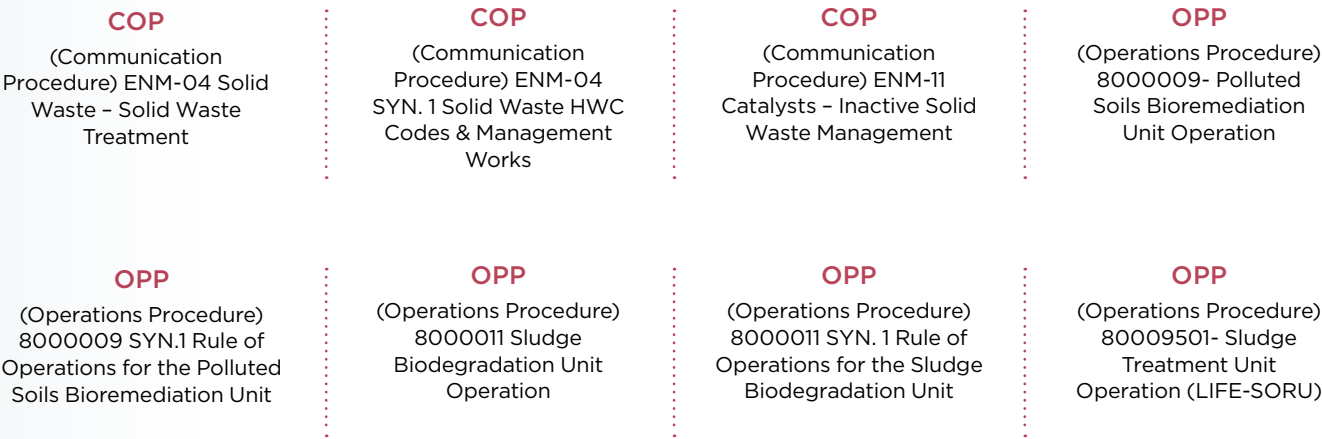 COP
(Communication
Procedure) ENM-04 Solid
Waste – Solid Waste
Treatment
COP
(Communication
Procedure) ENM-04
SYN. 1 Solid Waste HWC
Codes & Management
Works
COP
(Communication
Procedure) ENM-11
Catalysts – Inactive Solid
Waste Management
OPP
(Operations Procedure)
8000009- Polluted
Soils Bioremediation
Unit Operation
OPP
(Operations Procedure)
8000009 SYN.1 Rule of
Operations for the Polluted
Soils Bioremediation Unit
OPP
(Operations Procedure)
8000011 Sludge
Biodegradation Unit
Operation
OPP
(Operations Procedure)
8000011 SYN. 1 Rule of
Operations for the Sludge
Biodegradation Unit
OPP
(Operations Procedure)
80009501- Sludge
Treatment Unit
Operation (LIFE-SORU)